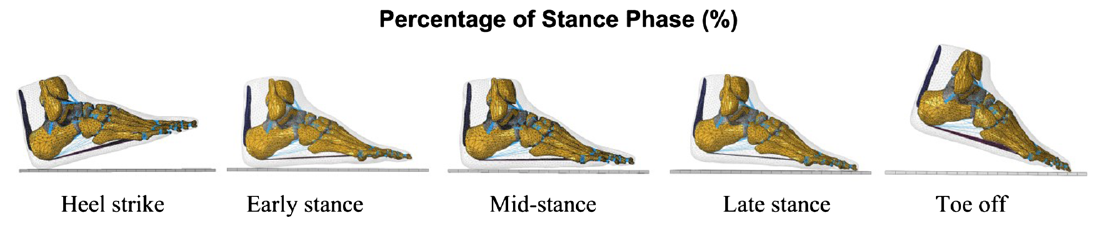 Percentage of Stance Phase (%)
Heel strike
Early stance
Mid-stance
Late stance
Toe off